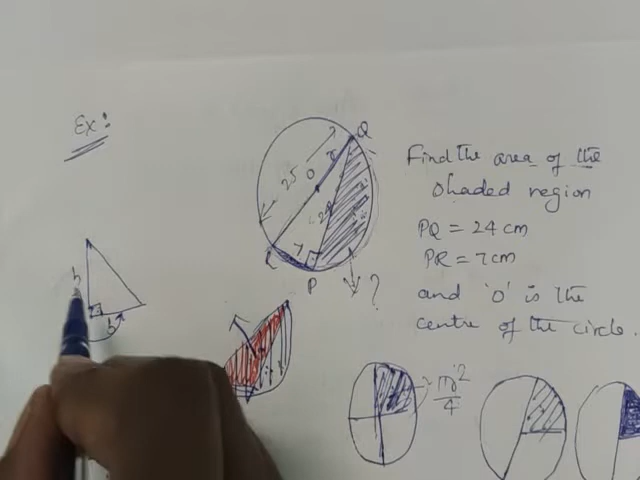 Ex:
Q
25
O
r
24
7
R
P
?
Find the area of the
shaded region
PQ = 24 cm
PR = 7 cm
and 'O' is the
centre of the circle.
h
b
πr²/4